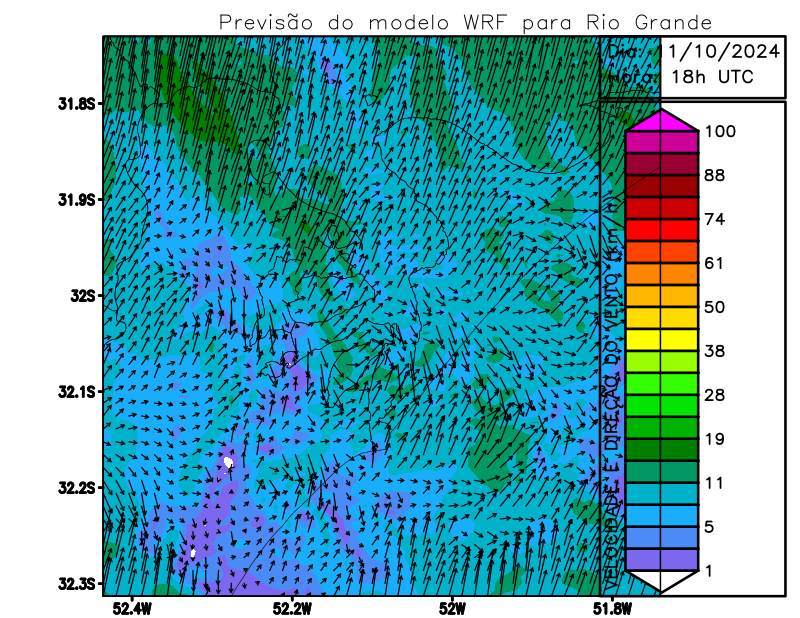 Previsão do modelo WRF para Rio Grande
Dia: 11/10/2024
Hora: 18h UTC
31.8S
31.9S
32S
32.1S
32.2S
32.3S
52.4W
52.2W
52W
51.8W
VELOCIDADE E DIREÇÃO DO VENTO (km/h)
100
88
74
61
50
38
28
19
11
5
1